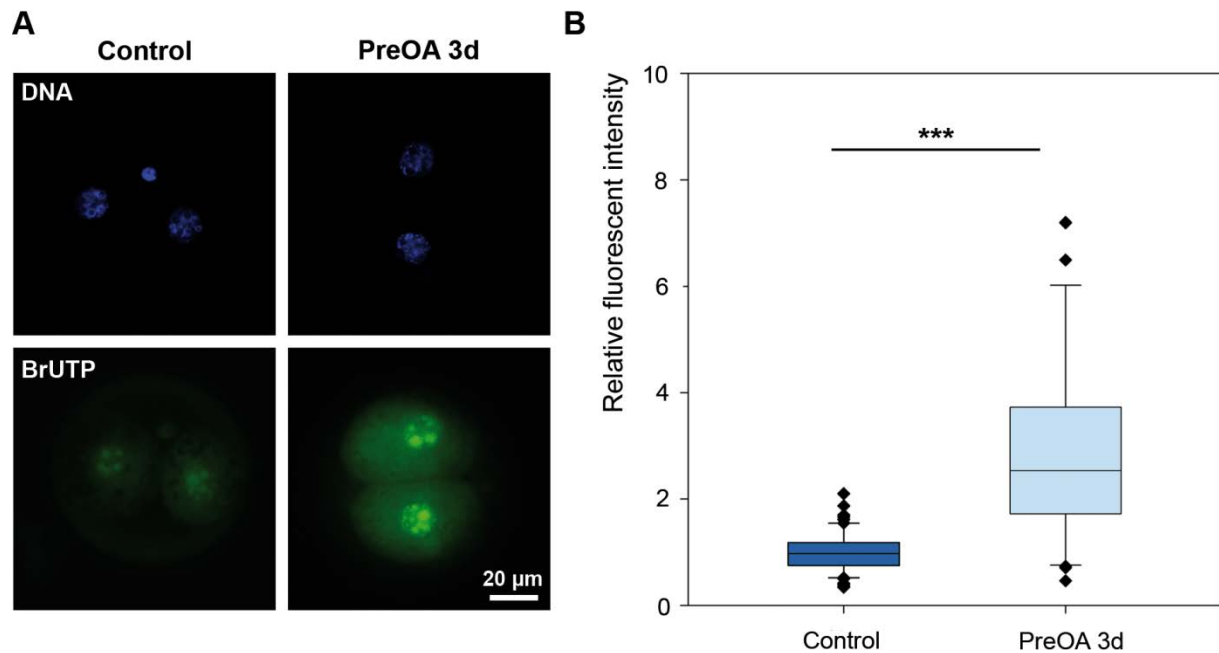 A
Control
PreOA 3d
DNA
BrUTP
20 µm
B
Relative fluorescent intensity
10
8
6
4
2
0
***
Control
PreOA 3d